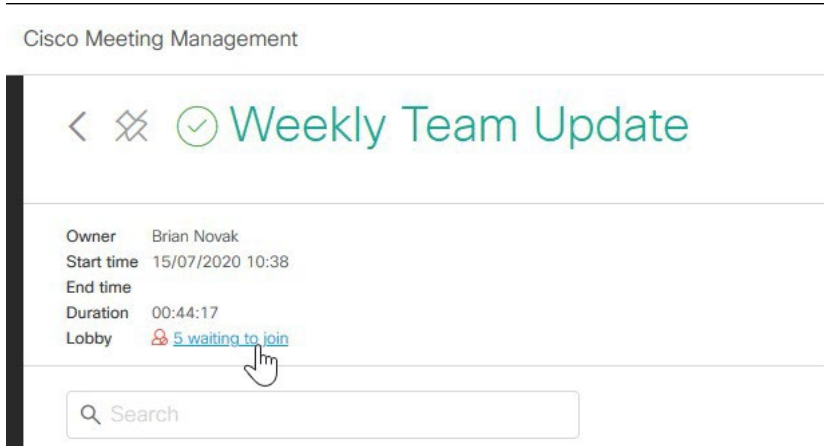 Cisco Meeting Management
Weekly Team Update
Owner Brian Novak
Start time 15/07/2020 10:38
End time
Duration 00:44:17
Lobby 5 waiting to join
Search